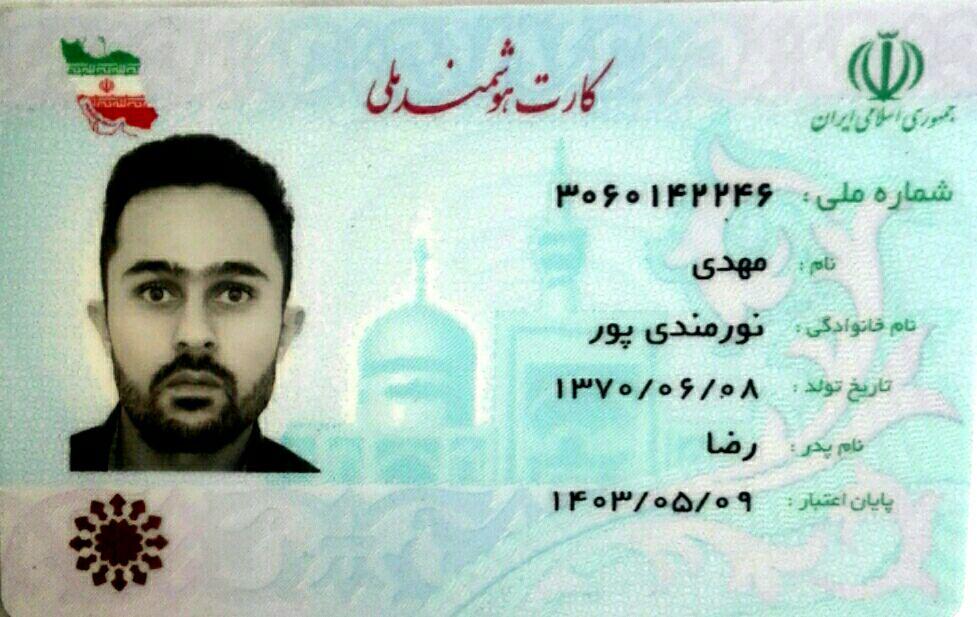 کارت هوشمند ملی
جمهوری اسلامی ایران
شماره ملی: ۳۰۶۰۱۴۲۲۴۶
نام: مهدی
نام خانوادگی: نورمندی پور
تاریخ تولد: ۱۳۷۰/۰۶/۰۸
نام پدر: رضا
پایان اعتبار: ۱۴۰۳/۰۵/۰۹